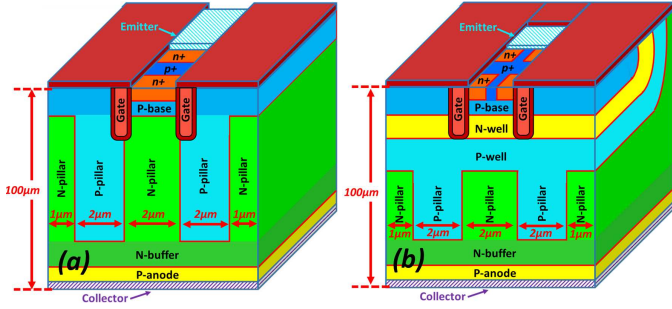 Emitter
n+
p+
n+
Gate
P-base
Gate
100μm
N-pillar
P-pillar
N-pillar
P-pillar
N-pillar
1μm
2μm
2μm
2μm
1μm
N-buffer
(a)
P-anode
Collector
Emitter
n+
p+
n+
Gate
P-base
Gate
N-well
P-well
100μm
N-pillar
P-pillar
N-pillar
P-pillar
N-pillar
1μm
2μm
2μm
2μm
1μm
N-buffer
(b)
P-anode
Collector